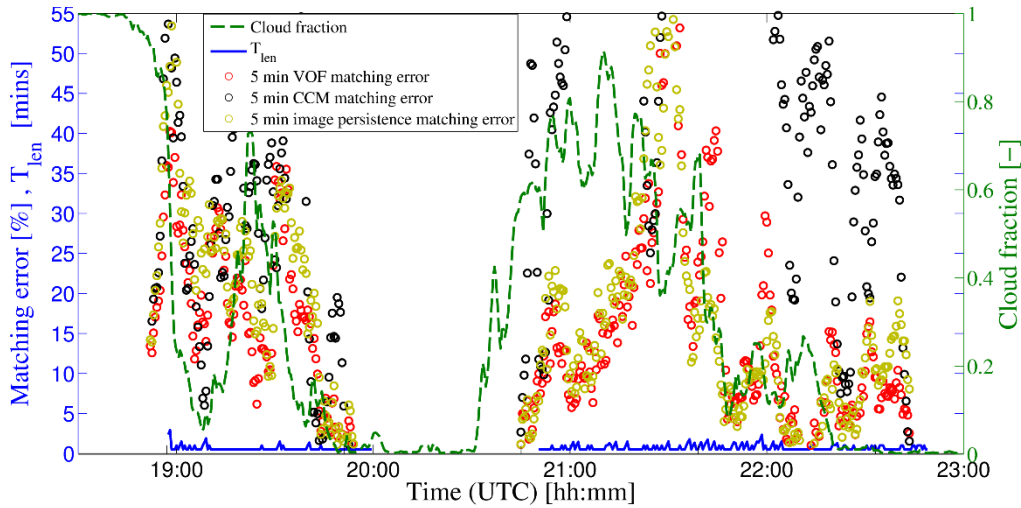 Cloud fraction
T_len
5 min VOF matching error
5 min CCM matching error
5 min image persistence matching error
Matching error [%] , T_len [mins]
55
50
45
40
35
30
25
20
15
10
5
0
1
0.8
0.6
0.4
0.2
0
Cloud fraction [−]
19:00 20:00 21:00 22:00 23:00
Time (UTC) [hh:mm]